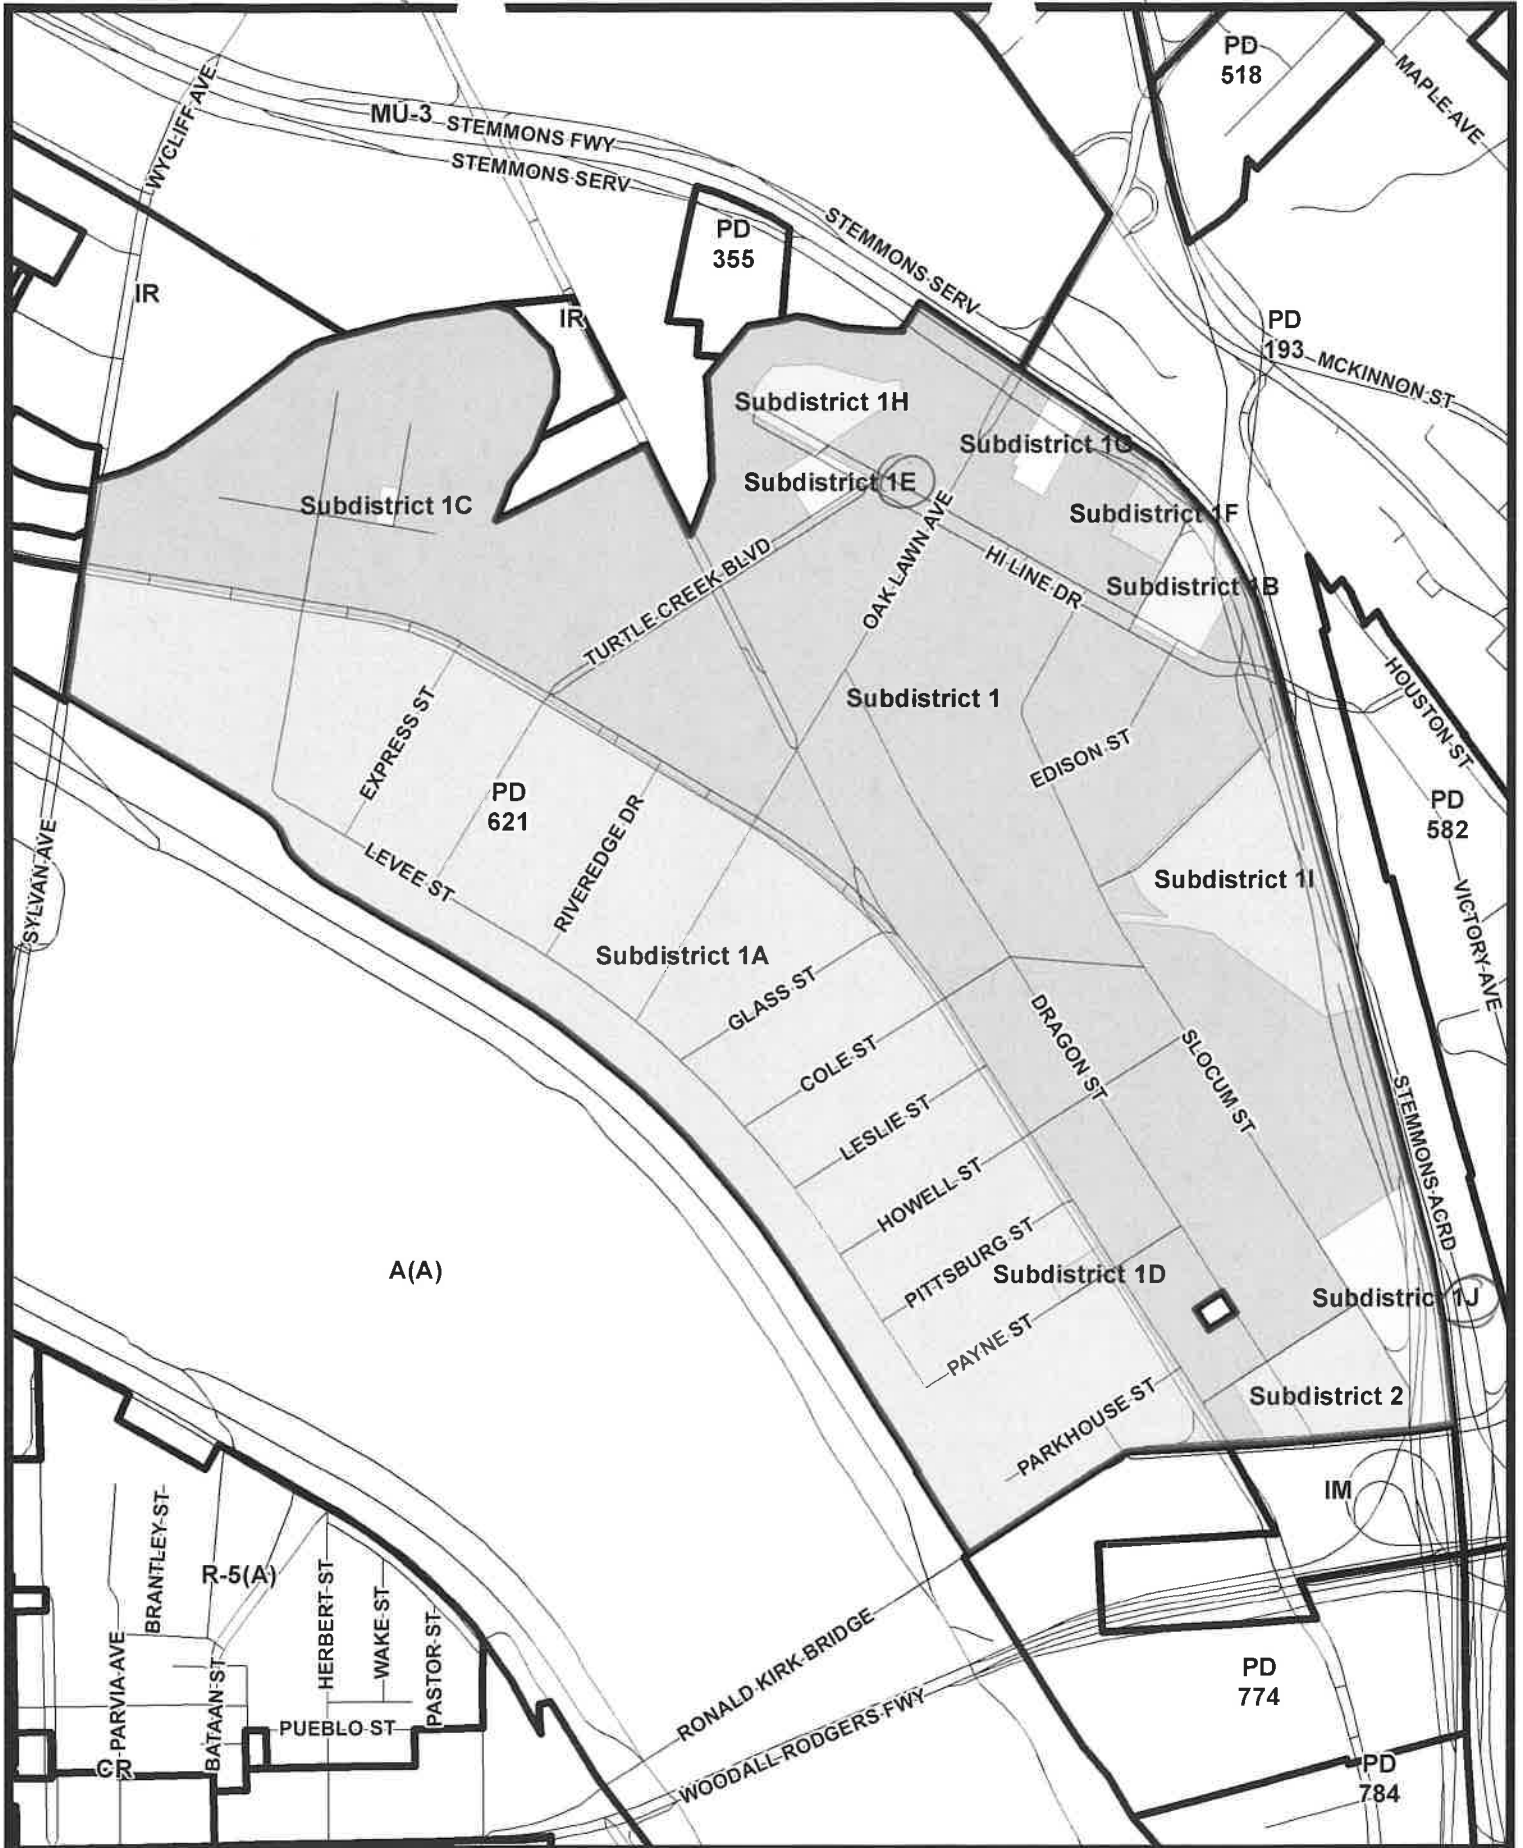 PD
518
MAPLE AVE
WYCLIFF AVE
MU-3
STEMMONS FWY
STEMMONS SERV
STEMMONS SERV
PD
355
IR
IR
PD
193
MCKINNON ST
Subdistrict 1H
Subdistrict 1G
Subdistrict 1E
Subdistrict 1C
Subdistrict 1F
OAK LAWN AVE
HI LINE DR
Subdistrict 1B
TURTLE CREEK BLVD
Subdistrict 1
HOUSTON ST
EXPRESS ST
EDISON ST
PD
621
PD
582
RIVEREDGE DR
LEVEE ST
SYLVAN AVE
Subdistrict 1I
VICTORY AVE
Subdistrict 1A
GLASS ST
DRAGON ST
COLE ST
SLOCUM ST
LESLIE ST
STEMMONS ACRD
HOWELL ST
PITTSBURG ST
A(A)
Subdistrict 1D
Subdistrict 1J
PAYNE ST
Subdistrict 2
PARKHOUSE ST
IM
BRANTLEY ST
R-5(A)
HERBERT ST
WAKE ST
PASTOR ST
PARVIA AVE
BATAAN ST
RONALD KIRK BRIDGE
PD
774
PUEBLO ST
WOODALL RODGERS FWY
CR
PD
784